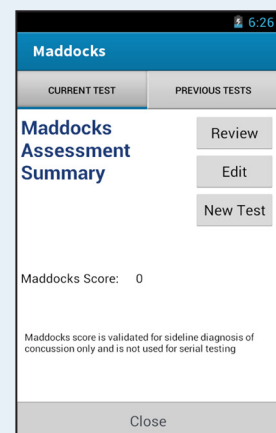 6:26
Maddocks
CURRENT TEST PREVIOUS TESTS
Maddocks
Assessment
Summary
Review
Edit
New Test
Maddocks Score: 0
Maddocks score is validated for sideline diagnosis of
concussion only and is not used for serial testing
Close